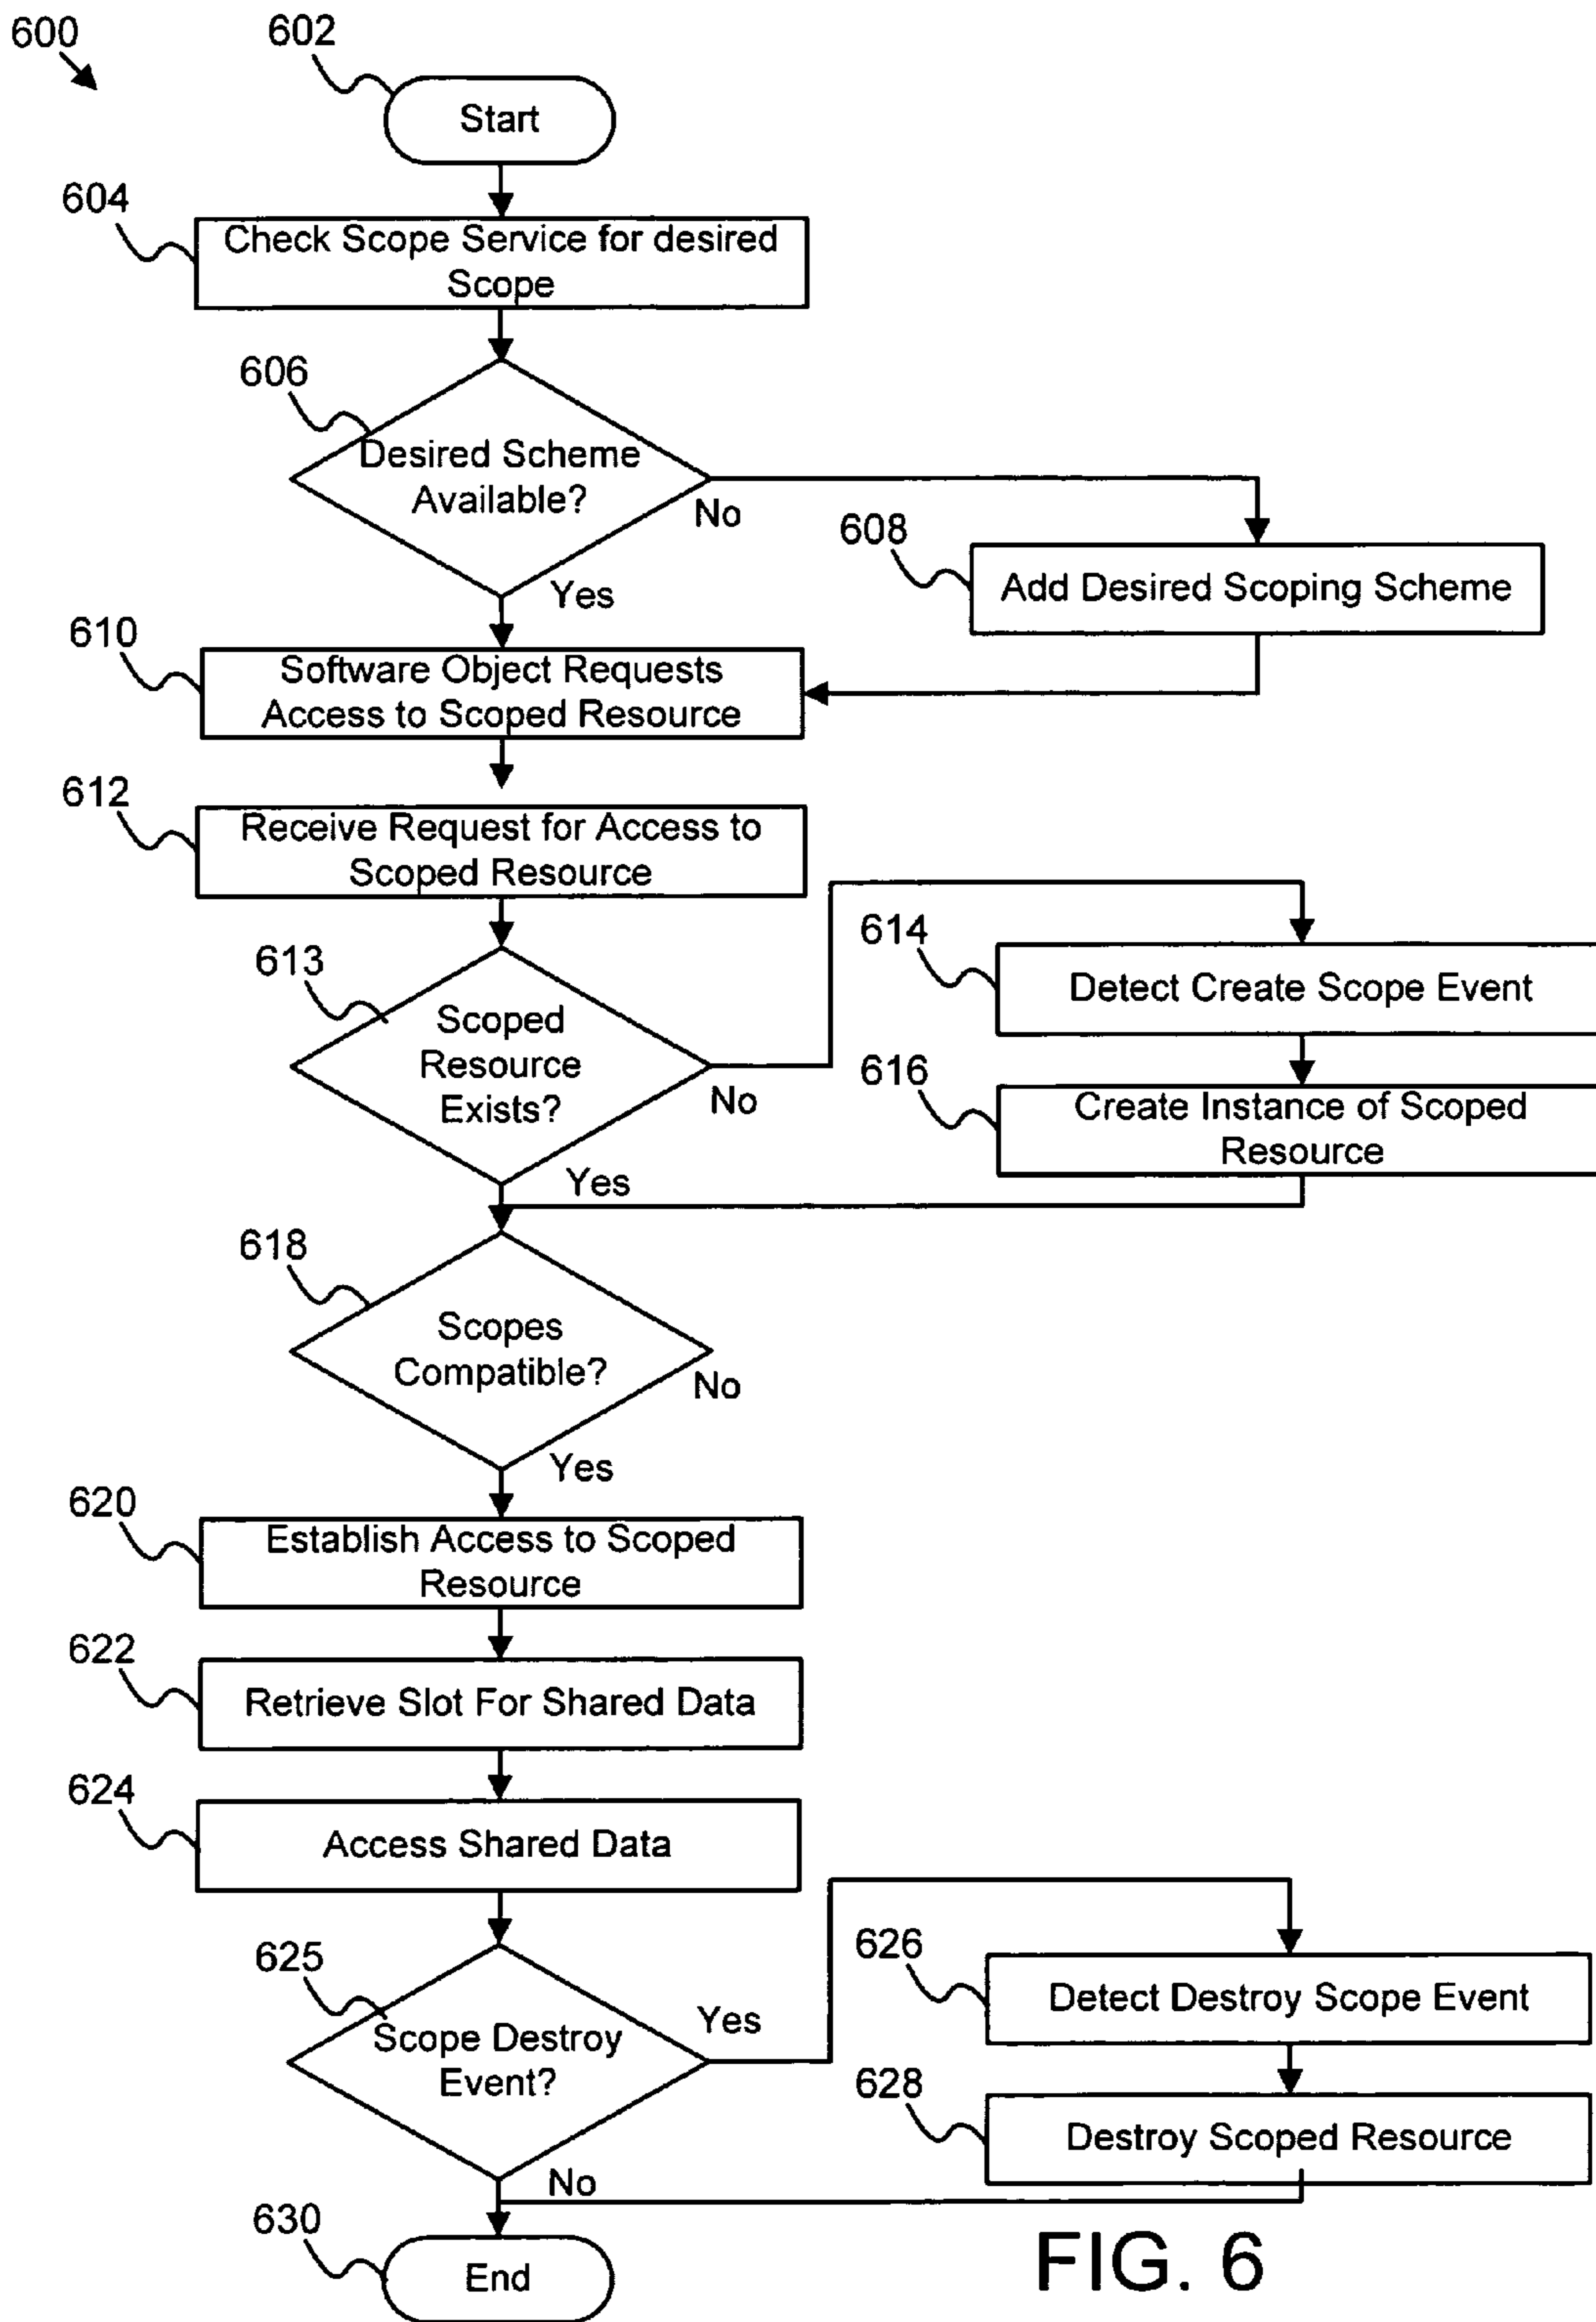 600
602
Start
604
Check Scope Service for desired
Scope
606
Desired Scheme
Available?
No
Yes
608
Add Desired Scoping Scheme
610
Software Object Requests
Access to Scoped Resource
612
Receive Request for Access to
Scoped Resource
613
Scoped
Resource
Exists?
No
Yes
614
Detect Create Scope Event
616
Create Instance of Scoped
Resource
618
Scopes
Compatible?
No
Yes
620
Establish Access to Scoped
Resource
622
Retrieve Slot For Shared Data
624
Access Shared Data
625
Scope Destroy
Event?
Yes
No
626
Detect Destroy Scope Event
628
Destroy Scoped Resource
630
End
FIG. 6